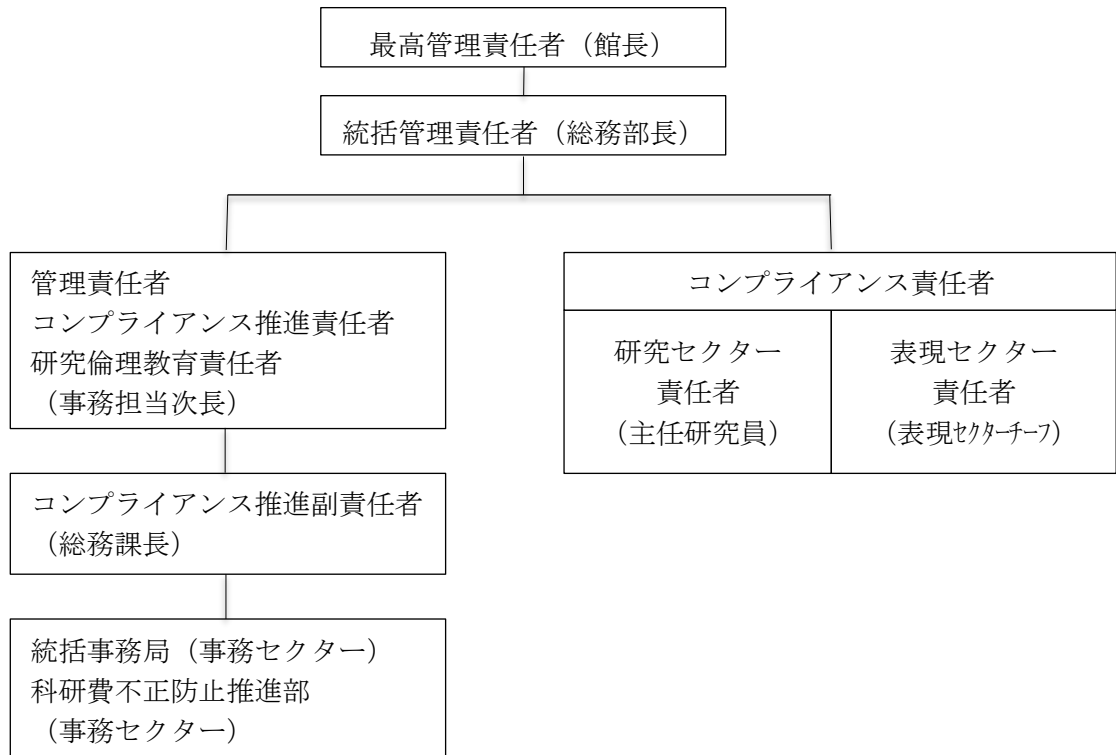 最高管理責任者（館長）
統括管理責任者（総務部長）
管理責任者
コンプライアンス推進責任者
研究倫理教育責任者
（事務担当次長）
コンプライアンス推進副責任者
（総務課長）
統括事務局（事務セクター）
科研費不正防止推進部
（事務セクター）
コンプライアンス責任者
研究セクター
責任者
（主任研究員）
表現セクター
責任者
（表現ｾｸﾀｰﾁｰﾌ）